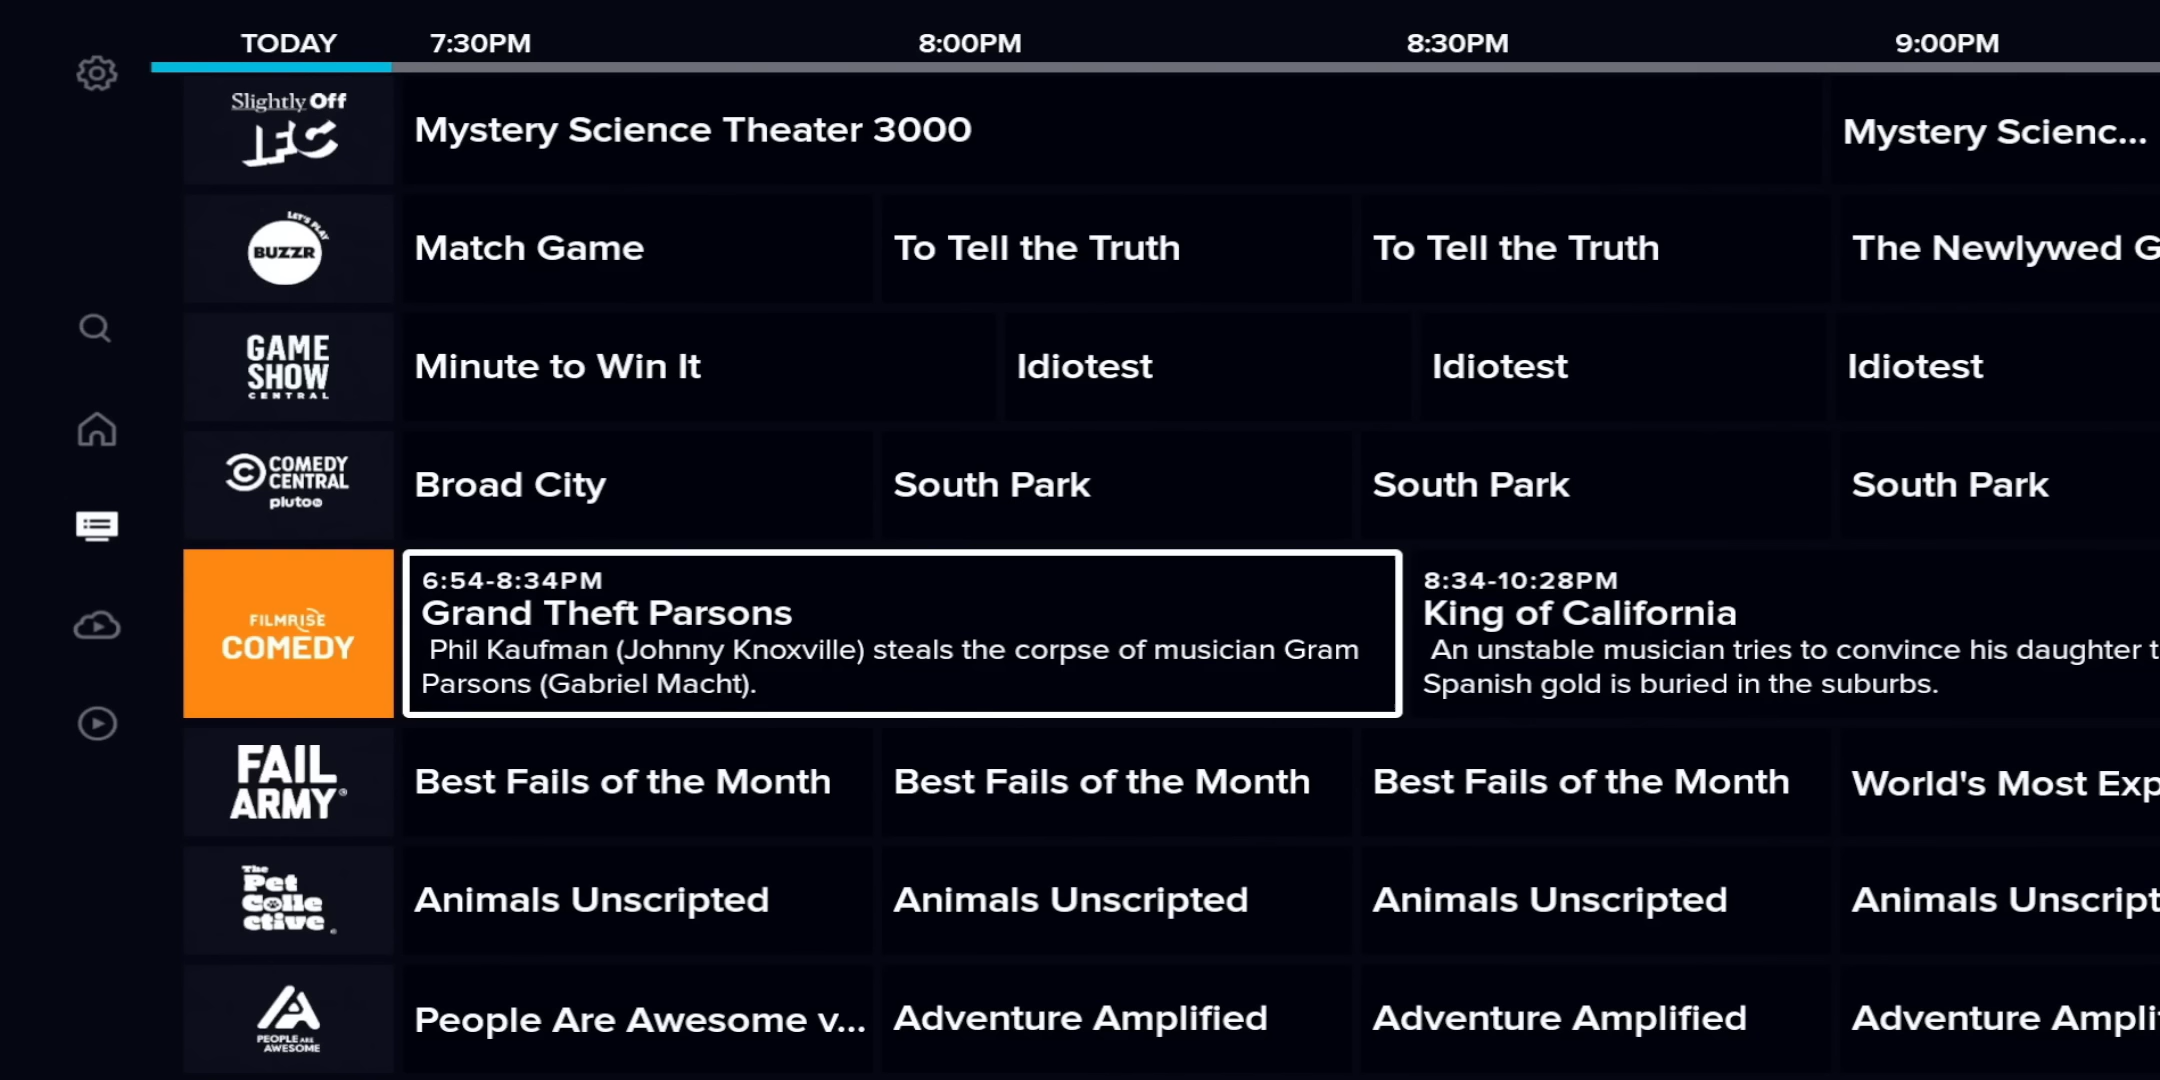 TODAY 7:30PM 8:00PM 8:30PM 9:00PM
Slightly Off
IFC
Mystery Science Theater 3000 Mystery Scienc...
LET'S PLAY
BUZZR
Match Game To Tell the Truth To Tell the Truth The Newlywed G
GAME
SHOW
CENTRAL
Minute to Win It Idiotest Idiotest Idiotest
COMEDY
CENTRAL
pluto tv
Broad City South Park South Park South Park
FILMRISE
COMEDY
6:54-8:34PM
Grand Theft Parsons
Phil Kaufman (Johnny Knoxville) steals the corpse of musician Gram
Parsons (Gabriel Macht).
8:34-10:28PM
King of California
An unstable musician tries to convince his daughter t
Spanish gold is buried in the suburbs.
FAIL
ARMY®
Best Fails of the Month Best Fails of the Month Best Fails of the Month World's Most Exp
The
Pet
Colle
ctive
Animals Unscripted Animals Unscripted Animals Unscripted Animals Unscript
PEOPLE ARE
AWESOME
People Are Awesome v... Adventure Amplified Adventure Amplified Adventure Ampli